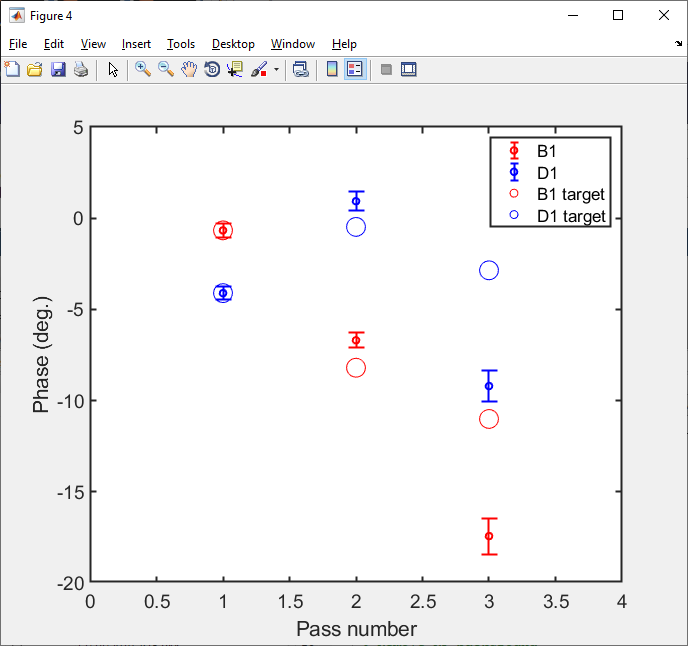 Figure 4
File Edit View Insert Tools Desktop Window Help
5
0
-5
-10
-15
-20
0 0.5 1 1.5 2 2.5 3 3.5 4
Phase (deg.)
Pass number
B1
D1
B1 target
D1 target